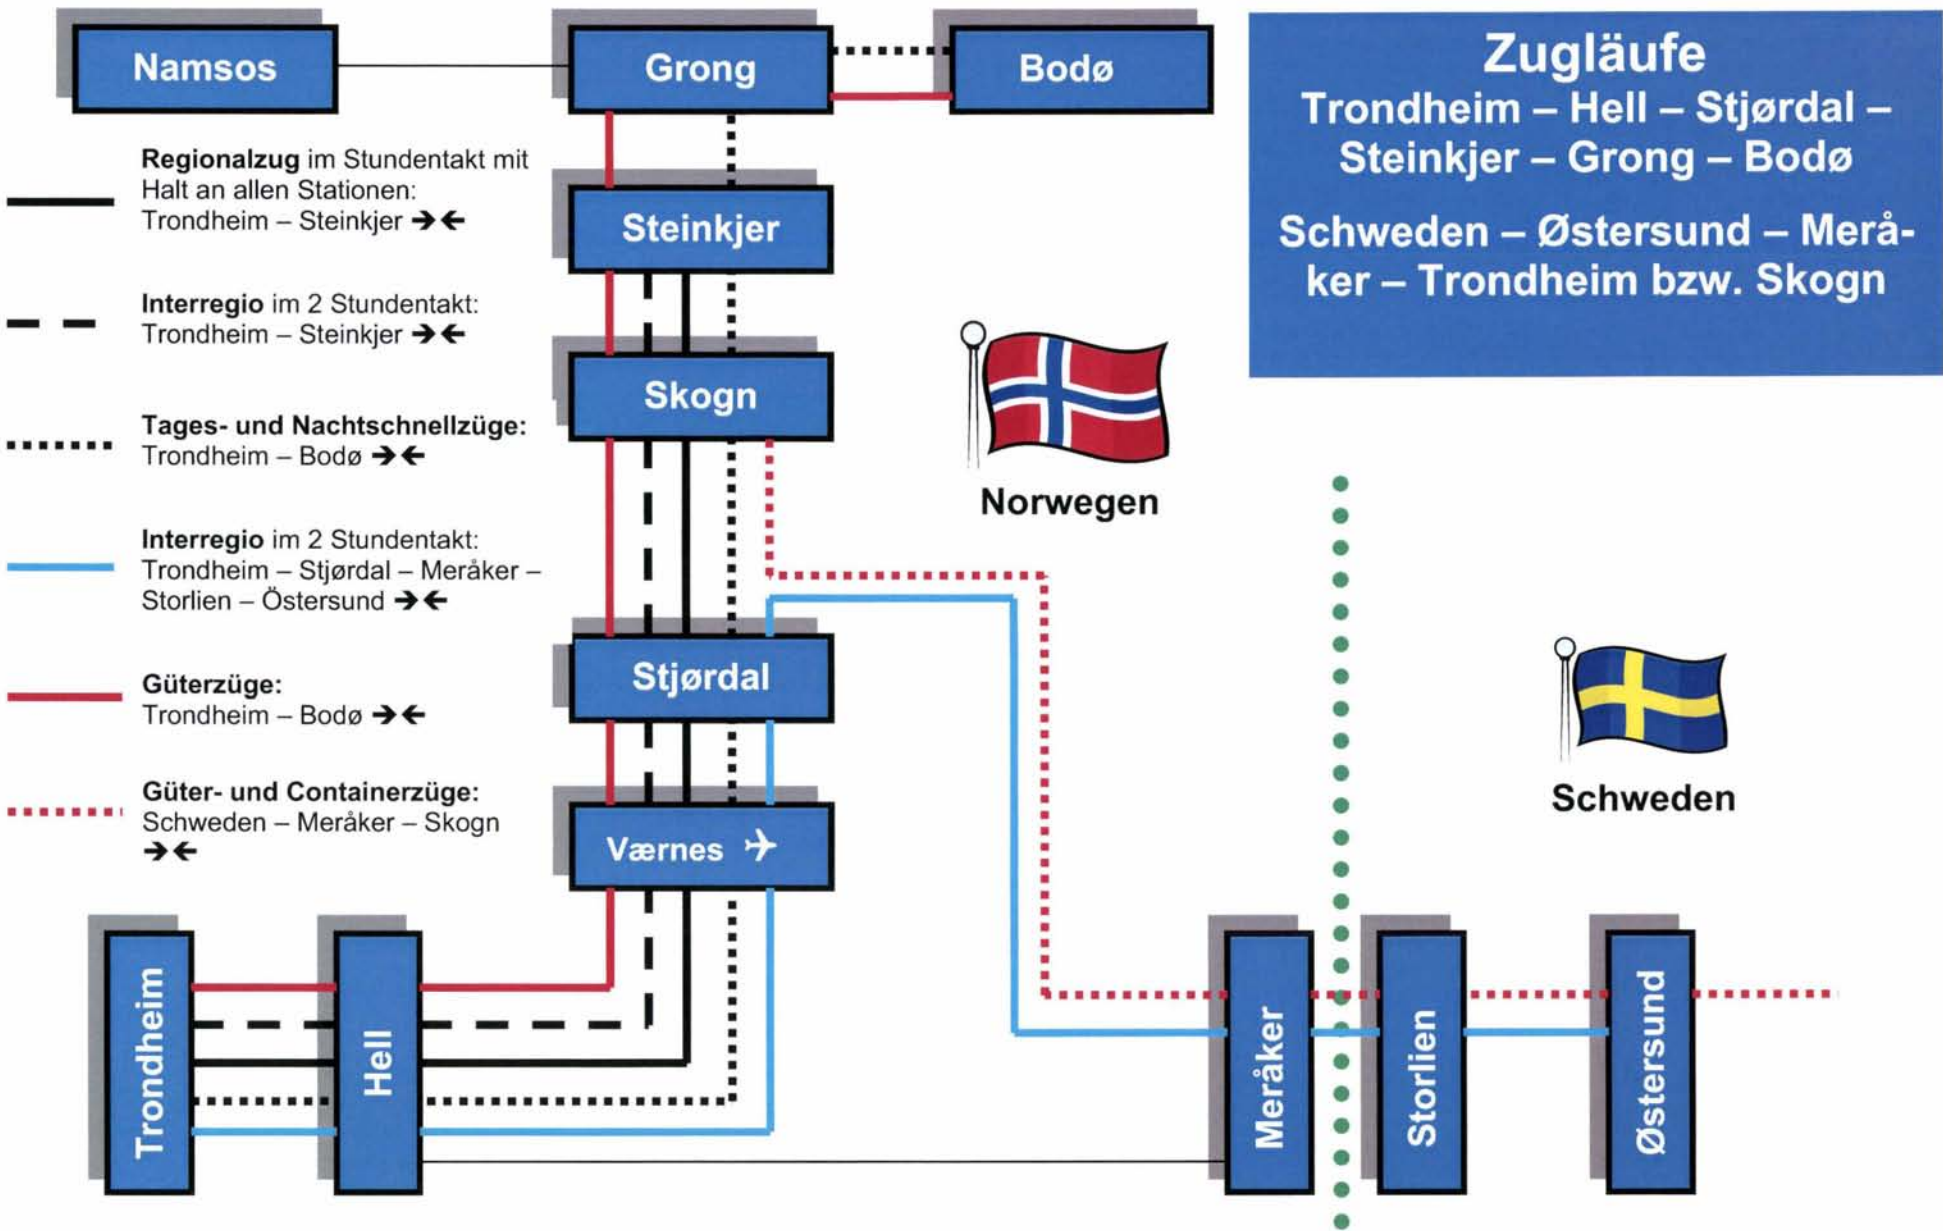 Namsos
Grong
Bodø
Zugläufe
Trondheim – Hell – Stjørdal –
Steinkjer – Grong – Bodø
Schweden – Østersund – Merå-
ker – Trondheim bzw. Skogn
Regionalzug im Stundentakt mit
Halt an allen Stationen:
Trondheim – Steinkjer →←
Interregio im 2 Stundentakt:
Trondheim – Steinkjer →←
Tages- und Nachtschnellzüge:
Trondheim – Bodø →←
Interregio im 2 Stundentakt:
Trondheim – Stjørdal – Meråker –
Storlien – Östersund →←
Güterzüge:
Trondheim – Bodø →←
Güter- und Containerzüge:
Schweden – Meråker – Skogn
→←
Steinkjer
Skogn
Stjørdal
Værnes
Norwegen
Schweden
Trondheim
Hell
Meråker
Storlien
Østersund